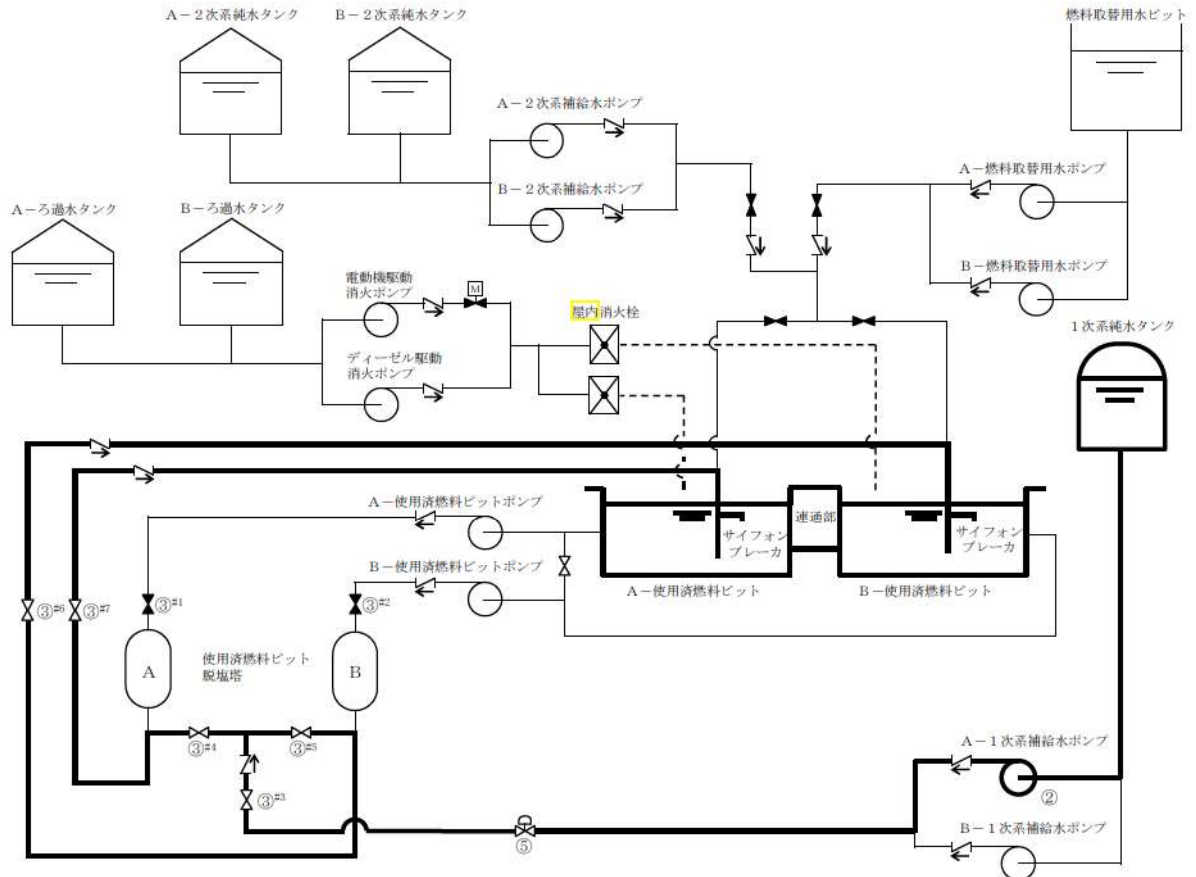 A－2次系純水タンク
B－2次系純水タンク
燃料取替用水ピット
A－2次系補給水ポンプ
B－2次系補給水ポンプ
A－燃料取替用水ポンプ
B－燃料取替用水ポンプ
A－ろ過水タンク
B－ろ過水タンク
電動機駆動
消火ポンプ
M
ディーゼル駆動
消火ポンプ
屋内消火栓
1次系純水タンク
A－使用済燃料ピットポンプ
B－使用済燃料ピットポンプ
サイフォン
ブレーカ
連通部
サイフォン
ブレーカ
A－使用済燃料ピット
B－使用済燃料ピット
③#6
③#7
③#1
③#2
A
使用済燃料ピット
脱塩塔
B
③#4
③#5
③#3
⑤
A－1次系補給水ポンプ
②
B－1次系補給水ポンプ